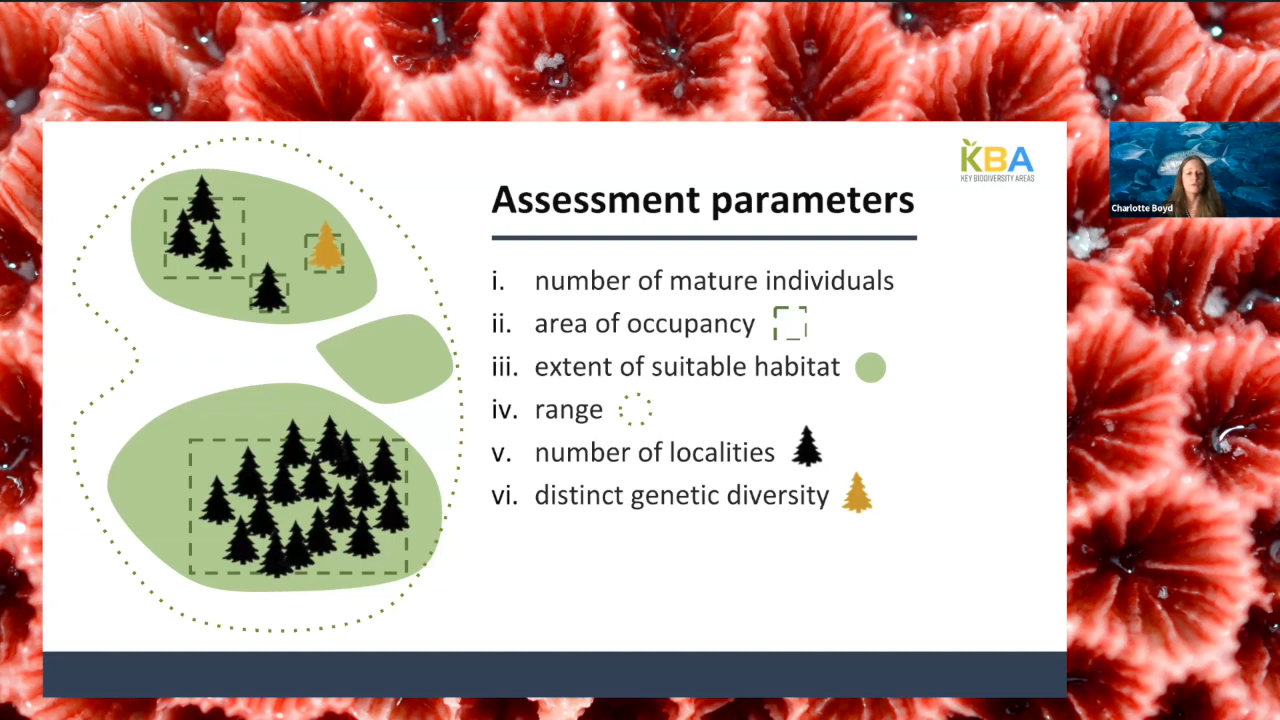 KBA
KEY BIODIVERSITY AREAS
Assessment parameters
i. number of mature individuals
ii. area of occupancy
iii. extent of suitable habitat
iv. range
v. number of localities
vi. distinct genetic diversity
Charlotte Boyd